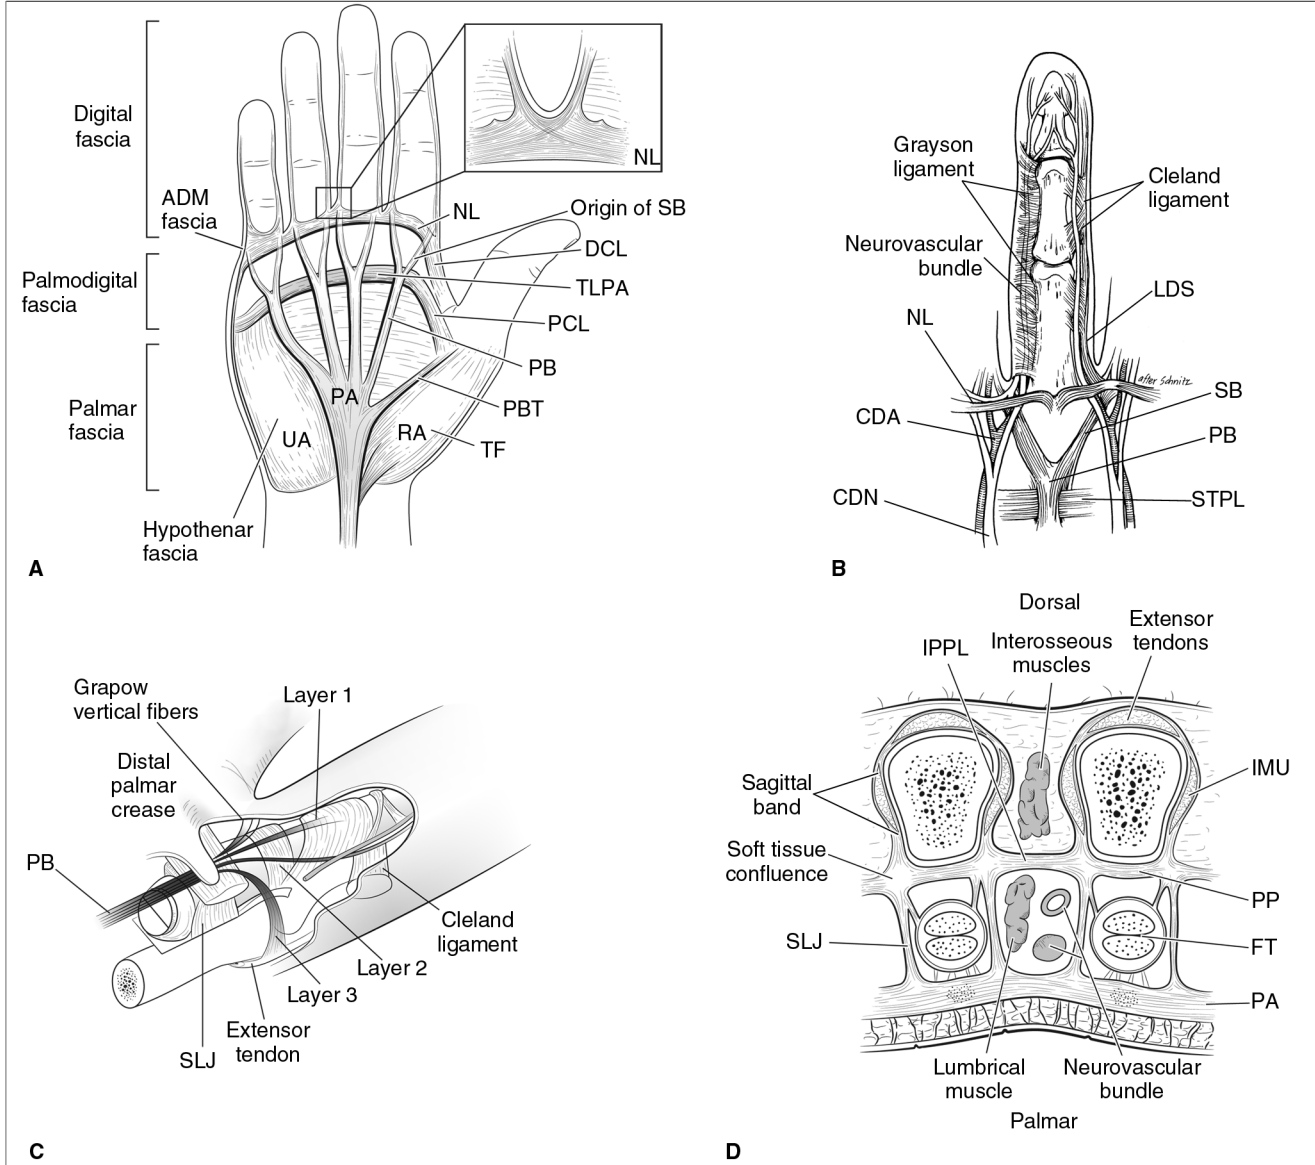 Digital
fascia
ADM
fascia
Palmodigital
fascia
Palmar
fascia
Hypothenar
fascia
NL
NL
Origin of SB
DCL
TLPA
PCL
PB
PBT
TF
PA
UA
RA
A
Grayson
ligament
Cleland
ligament
Neurovascular
bundle
LDS
NL
after Schnitz
SB
CDA
PB
CDN
STPL
B
Grapow
vertical fibers
Layer 1
Distal
palmar
crease
PB
Cleland
ligament
Layer 2
Layer 3
Extensor
tendon
SLJ
C
Dorsal
Extensor
tendons
Interosseous
muscles
IPPL
IMU
Sagittal
band
Soft tissue
confluence
PP
SLJ
FT
PA
Lumbrical
muscle
Neurovascular
bundle
Palmar
D